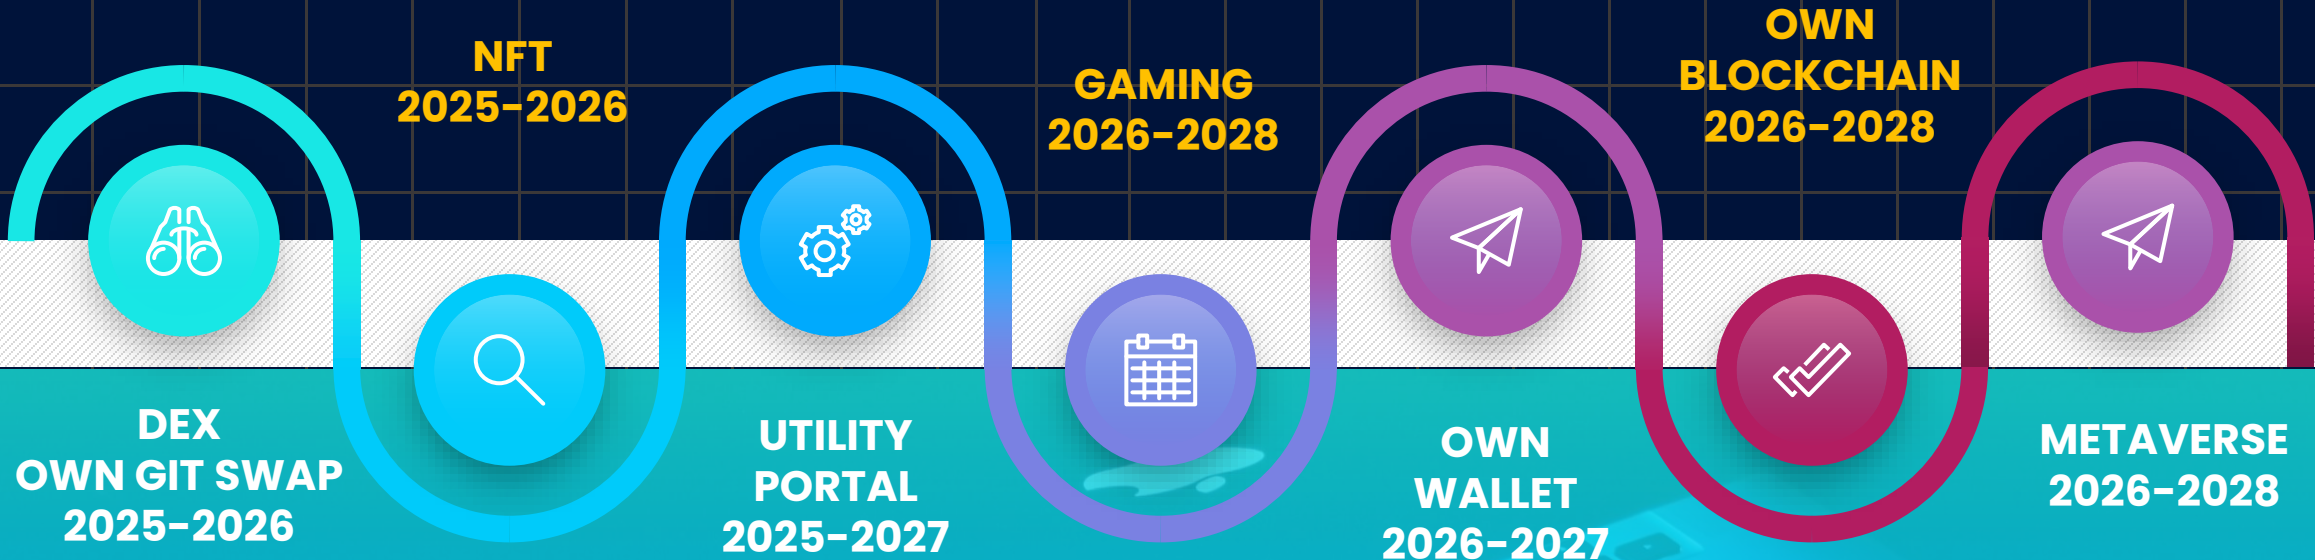 DEX
OWN GIT SWAP
2025-2026
NFT
2025-2026
UTILITY
PORTAL
2025-2027
GAMING
2026-2028
OWN
WALLET
2026-2027
OWN
BLOCKCHAIN
2026-2028
METAVERSE
2026-2028